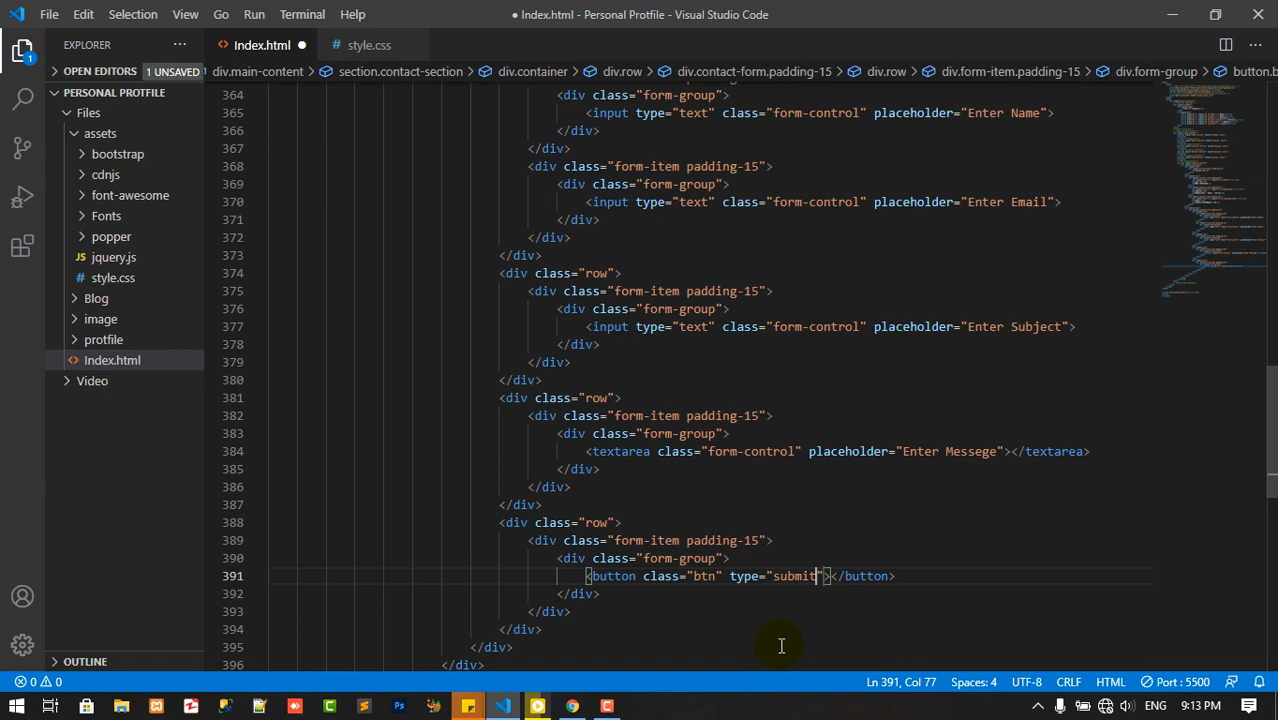 File Edit Selection View Go Run Terminal Help
● Index.html - Personal Protfile - Visual Studio Code
EXPLORER
Index.html ●
style.css
OPEN EDITORS 1 UNSAVED
div.main-content > section.contact-section > div.container > div.row > div.contact-form.padding-15 > div.row > div.form-item.padding-15 > div.form-group > button.b
PERSONAL PROTFILE
Files
assets
bootstrap
cdnjs
font-awesome
Fonts
popper
JS jquery.js
# style.css
Blog
image
protfile
<> Index.html
Video
OUTLINE
364 <div class="form-group">
365 <input type="text" class="form-control" placeholder="Enter Name">
366 </div>
367 </div>
368 <div class="form-item padding-15">
369 <div class="form-group">
370 <input type="text" class="form-control" placeholder="Enter Email">
371 </div>
372 </div>
373 </div>
374 <div class="row">
375 <div class="form-item padding-15">
376 <div class="form-group">
377 <input type="text" class="form-control" placeholder="Enter Subject">
378 </div>
379 </div>
380 </div>
381 <div class="row">
382 <div class="form-item padding-15">
383 <div class="form-group">
384 <textarea class="form-control" placeholder="Enter Messege"></textarea>
385 </div>
386 </div>
387 </div>
388 <div class="row">
389 <div class="form-item padding-15">
390 <div class="form-group">
391 <button class="btn" type="submit"></button>
392 </div>
393 </div>
394 </div>
395 </div>
396 </div>
0 0
Ln 391, Col 77 Spaces: 4 UTF-8 CRLF HTML Port : 5500
ENG 9:13 PM